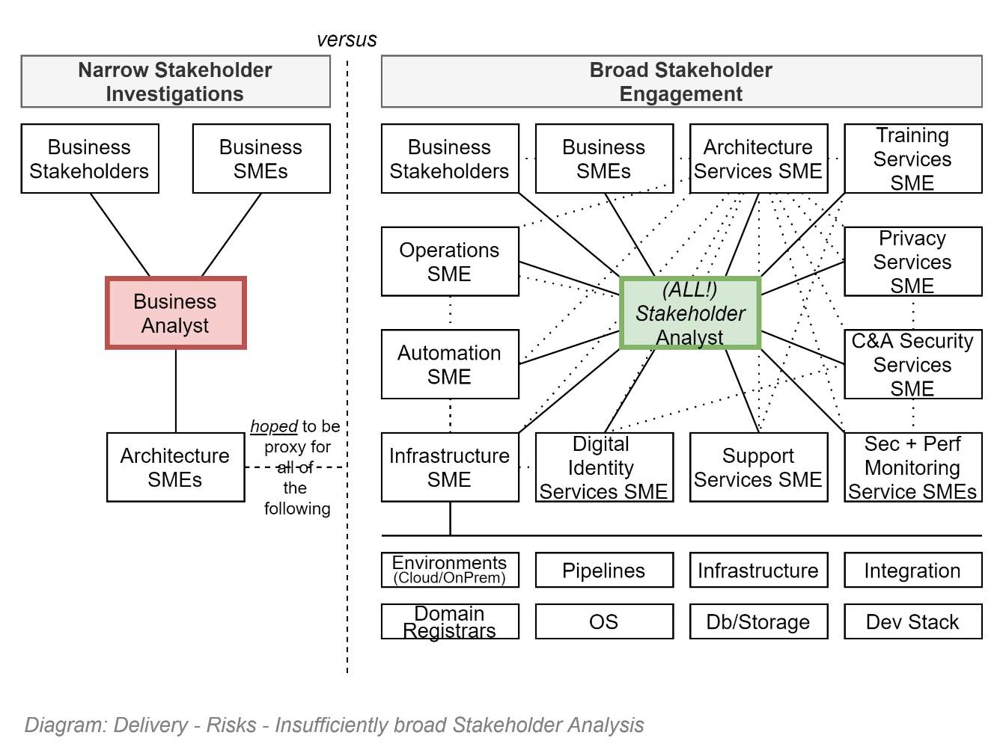 versus
Narrow Stakeholder
Investigations
Business
Stakeholders
Business
SMEs
Business
Analyst
Architecture
SMEs
hoped to be
proxy for
all of
the
following
Broad Stakeholder
Engagement
Business
Stakeholders
Business
SMEs
Architecture
Services SME
Training
Services
SME
Operations
SME
(ALL!)
Stakeholder
Analyst
Privacy
Services
SME
Automation
SME
C&A Security
Services
SME
Infrastructure
SME
Digital
Identity
Services SME
Support
Services SME
Sec + Perf
Monitoring
Service SMEs
Environments
(Cloud/OnPrem)
Pipelines
Infrastructure
Integration
Domain
Registrars
OS
Db/Storage
Dev Stack
Diagram: Delivery - Risks - Insufficiently broad Stakeholder Analysis